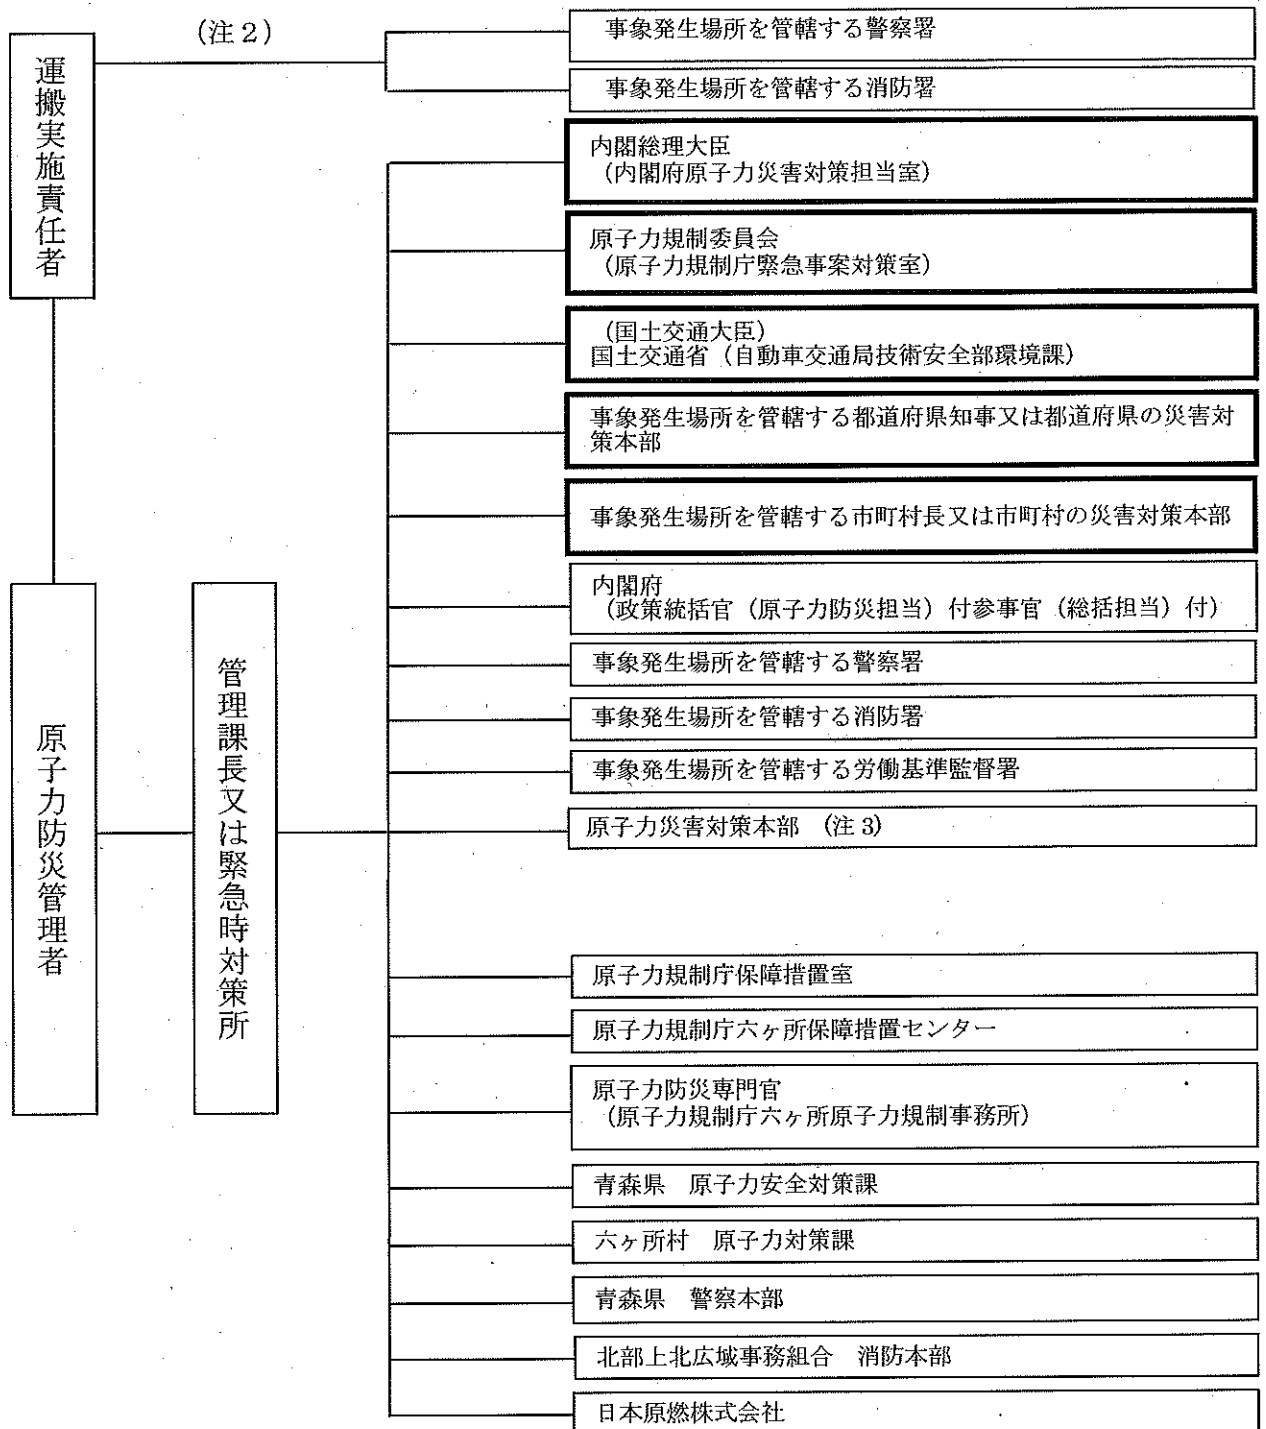 (注2)
運搬実施責任者
事象発生場所を管轄する警察署
事象発生場所を管轄する消防署
内閣総理大臣
(内閣府原子力災害対策担当室)
原子力規制委員会
(原子力規制庁緊急事案対策室)
(国土交通大臣)
国土交通省(自動車交通局技術安全部環境課)
事象発生場所を管轄する都道府県知事又は都道府県の災害対
策本部
事象発生場所を管轄する市町村長又は市町村の災害対策本部
原子力防災管理者
管理課長又は緊急時対策所
内閣府
(政策統括官(原子力防災担当)付参事官(総括担当)付)
事象発生場所を管轄する警察署
事象発生場所を管轄する消防署
事象発生場所を管轄する労働基準監督署
原子力災害対策本部 (注3)
原子力規制庁保障措置室
原子力規制庁六ヶ所保障措置センター
原子力防災専門官
(原子力規制庁六ヶ所原子力規制事務所)
青森県 原子力安全対策課
六ヶ所村 原子力対策課
青森県 警察本部
北部上北広域事務組合 消防本部
日本原燃株式会社